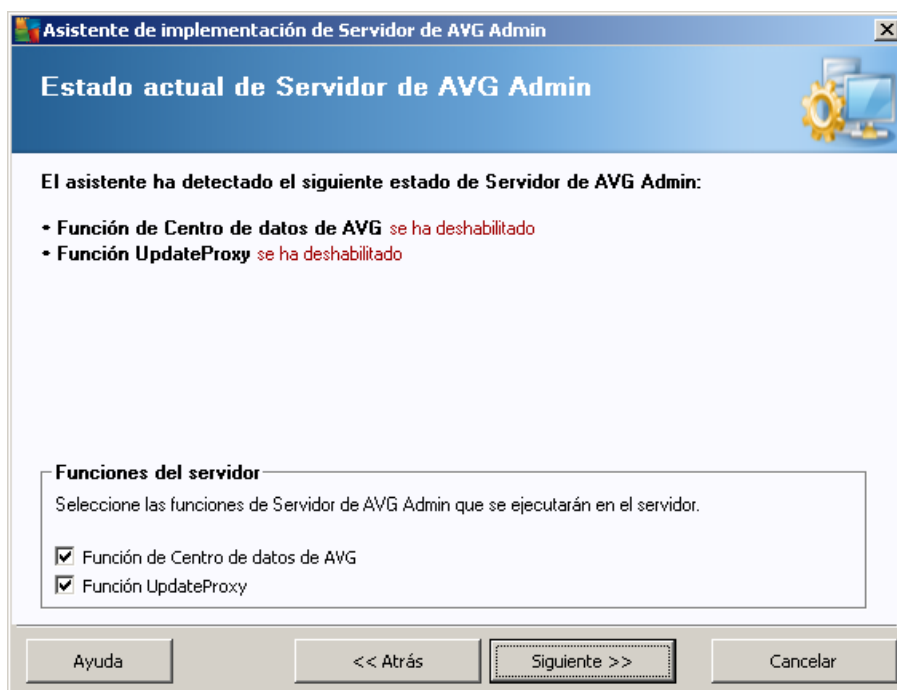 Asistente de implementación de Servidor de AVG Admin
Estado actual de Servidor de AVG Admin
El asistente ha detectado el siguiente estado de Servidor de AVG Admin:
• Función de Centro de datos de AVG se ha deshabilitado
• Función UpdateProxy se ha deshabilitado
Funciones del servidor
Seleccione las funciones de Servidor de AVG Admin que se ejecutarán en el servidor.
Función de Centro de datos de AVG
Función UpdateProxy
Ayuda << Atrás Siguiente >> Cancelar